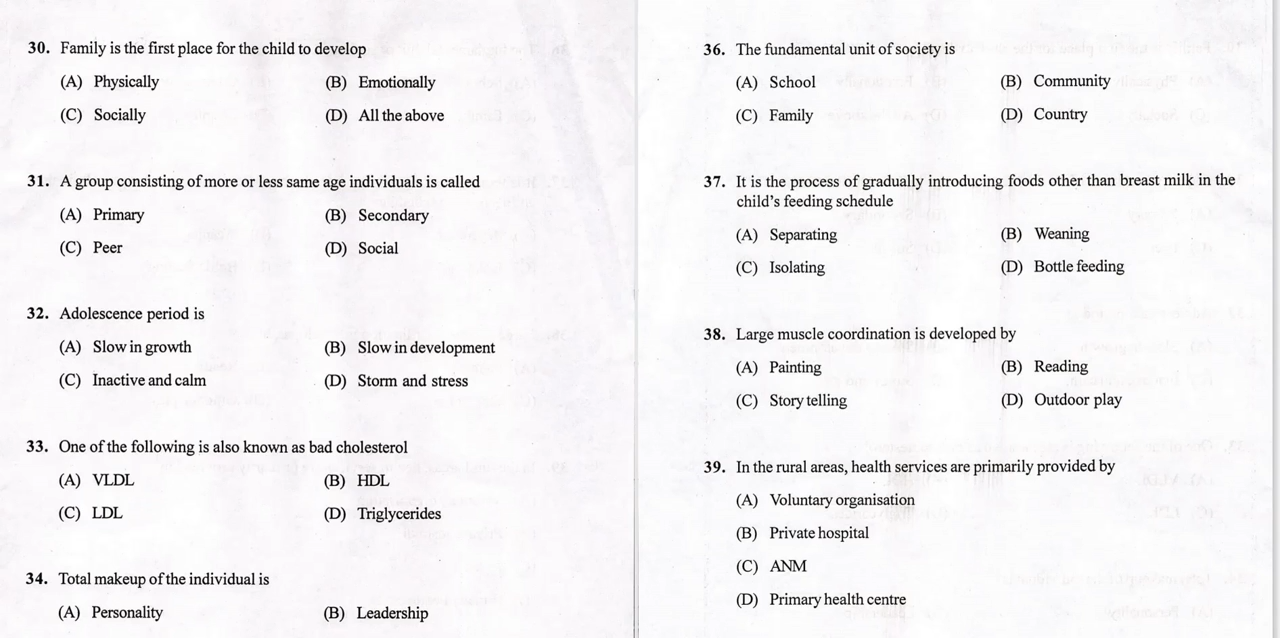 30. Family is the first place for the child to develop
(A) Physically (B) Emotionally
(C) Socially (D) All the above
31. A group consisting of more or less same age individuals is called
(A) Primary (B) Secondary
(C) Peer (D) Social
32. Adolescence period is
(A) Slow in growth (B) Slow in development
(C) Inactive and calm (D) Storm and stress
33. One of the following is also known as bad cholesterol
(A) VLDL (B) HDL
(C) LDL (D) Triglycerides
34. Total makeup of the individual is
(A) Personality (B) Leadership
36. The fundamental unit of society is
(A) School (B) Community
(C) Family (D) Country
37. It is the process of gradually introducing foods other than breast milk in the
child's feeding schedule
(A) Separating (B) Weaning
(C) Isolating (D) Bottle feeding
38. Large muscle coordination is developed by
(A) Painting (B) Reading
(C) Story telling (D) Outdoor play
39. In the rural areas, health services are primarily provided by
(A) Voluntary organisation
(B) Private hospital
(C) ANM
(D) Primary health centre